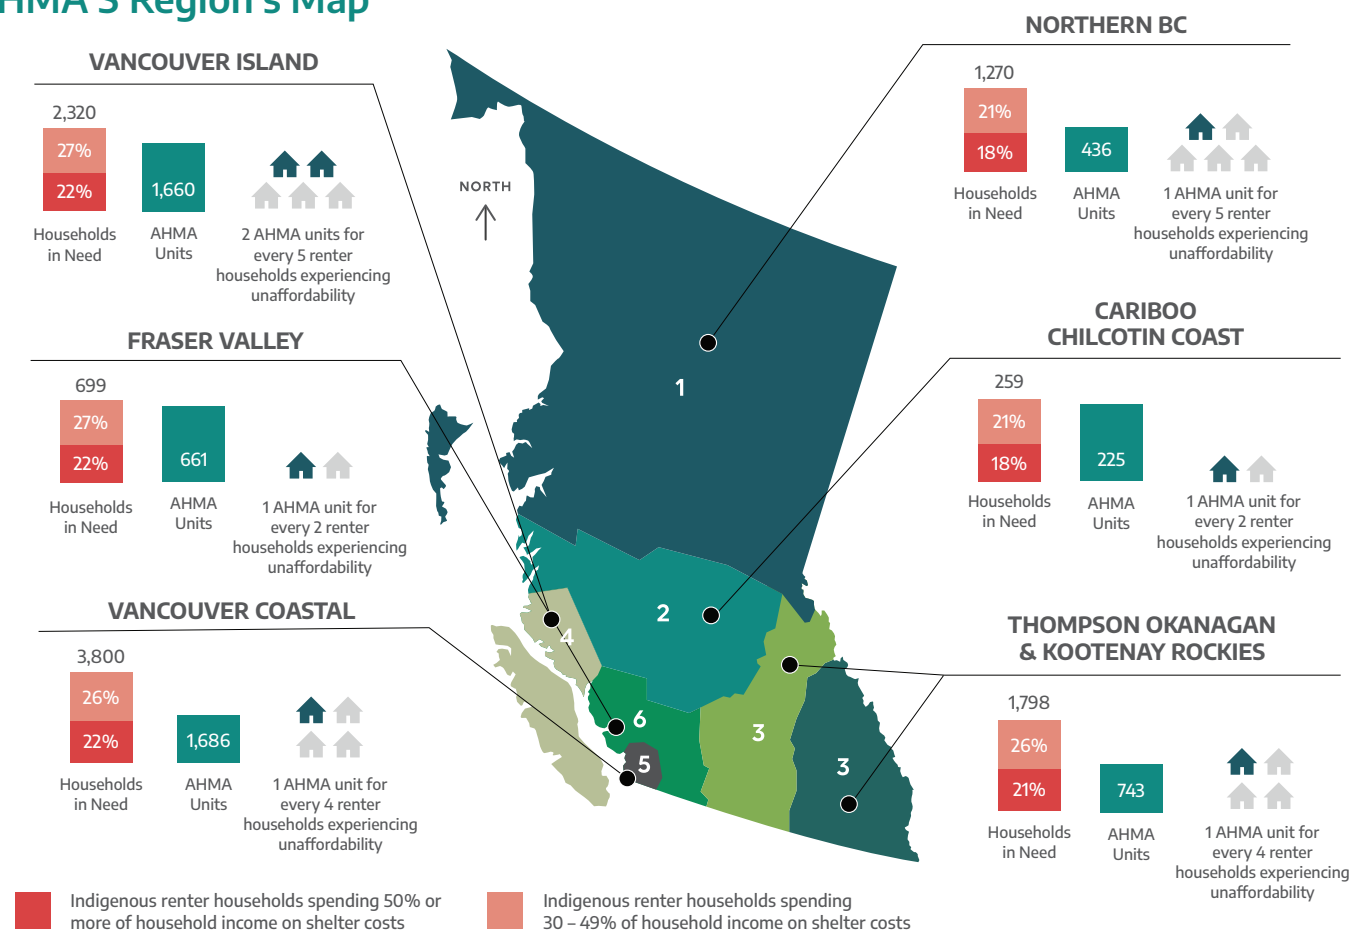 HMA'S Region's Map
VANCOUVER ISLAND
2,320
27%
22%
1,660
Households
in Need
AHMA
Units
2 AHMA units for
every 5 renter
households experiencing
unaffordability
FRASER VALLEY
699
27%
22%
661
Households
in Need
AHMA
Units
1 AHMA unit for
every 2 renter
households experiencing
unaffordability
VANCOUVER COASTAL
3,800
26%
22%
1,686
Households
in Need
AHMA
Units
1 AHMA unit for
every 4 renter
households experiencing
unaffordability
NORTH
1
2
3
3
4
5
6
NORTHERN BC
1,270
21%
18%
436
Households
in Need
AHMA
Units
1 AHMA unit for
every 5 renter
households experiencing
unaffordability
CARIBOO
CHILCOTIN COAST
259
21%
18%
225
Households
in Need
AHMA
Units
1 AHMA unit for
every 2 renter
households experiencing
unaffordability
THOMPSON OKANAGAN
& KOOTENAY ROCKIES
1,798
26%
21%
743
Households
in Need
AHMA
Units
1 AHMA unit for
every 4 renter
households experiencing
unaffordability
Indigenous renter households spending 50% or
more of household income on shelter costs
Indigenous renter households spending
30 – 49% of household income on shelter costs